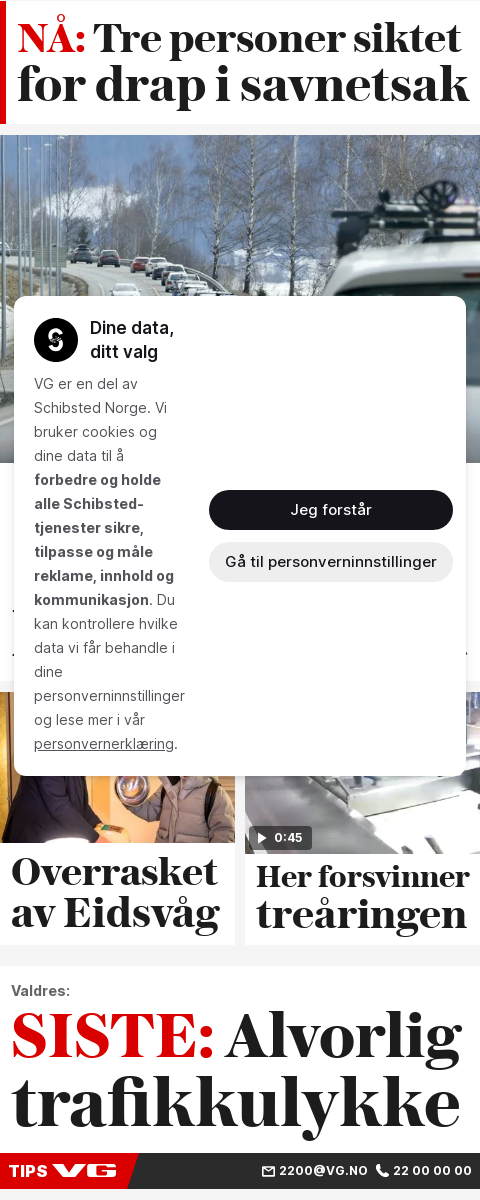 NÅ: Tre personer siktet
for drap i savnetsak
Dine data,
ditt valg
VG er en del av
Schibsted Norge. Vi
bruker cookies og
dine data til å
forbedre og holde
alle Schibsted-
tjenester sikre,
tilpasse og måle
reklame, innhold og
kommunikasjon. Du
kan kontrollere hvilke
data vi får behandle i
dine
personverninnstillinger
og lese mer i vår
personvernerklæring.
Jeg forstår
Gå til personverninnstillinger
Overrasket
av Eidsvåg
0:45
Her forsvinner
treåringen
Valdres:
SISTE: Alvorlig
trafikkulykke
TIPS VG 2200@VG.NO 22 00 00 00